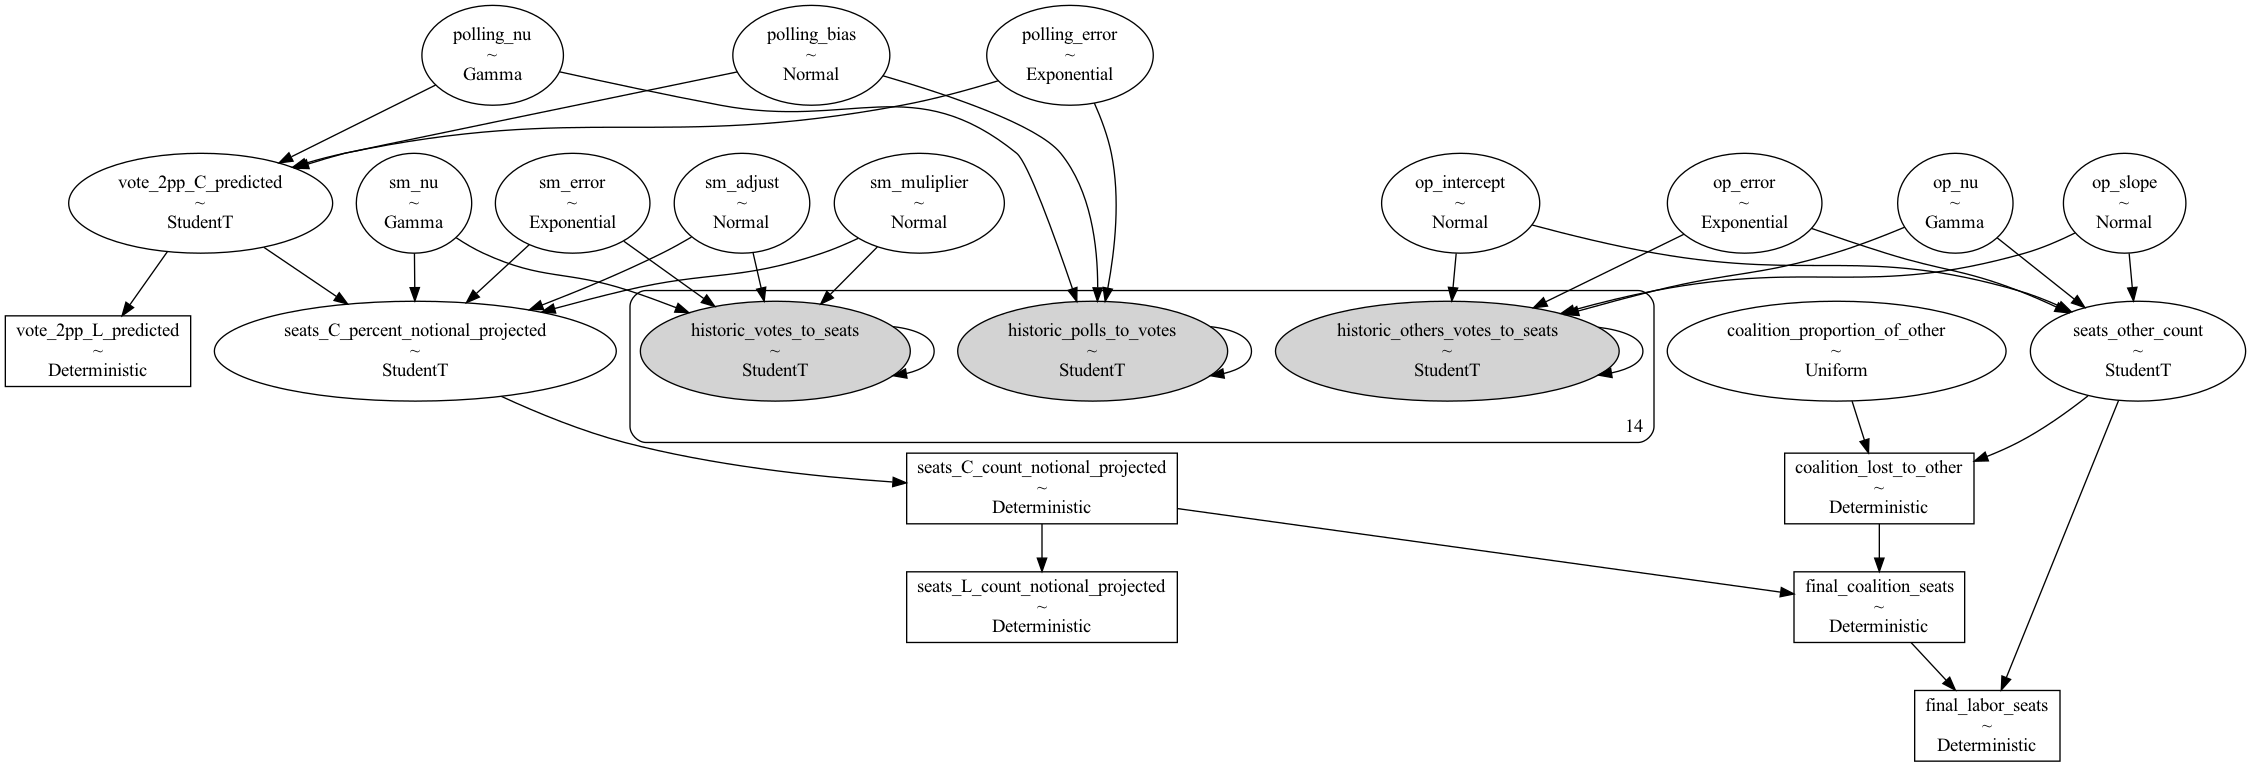 polling_nu
~
Gamma
polling_bias
~
Normal
polling_error
~
Exponential
vote_2pp_C_predicted
~
StudentT
sm_nu
~
Gamma
sm_error
~
Exponential
sm_adjust
~
Normal
sm_muliplier
~
Normal
op_intercept
~
Normal
op_error
~
Exponential
op_nu
~
Gamma
op_slope
~
Normal
vote_2pp_L_predicted
~
Deterministic
seats_C_percent_notional_projected
~
StudentT
historic_votes_to_seats
~
StudentT
historic_polls_to_votes
~
StudentT
historic_others_votes_to_seats
~
StudentT
14
coalition_proportion_of_other
~
Uniform
seats_other_count
~
StudentT
seats_C_count_notional_projected
~
Deterministic
coalition_lost_to_other
~
Deterministic
seats_L_count_notional_projected
~
Deterministic
final_coalition_seats
~
Deterministic
final_labor_seats
~
Deterministic